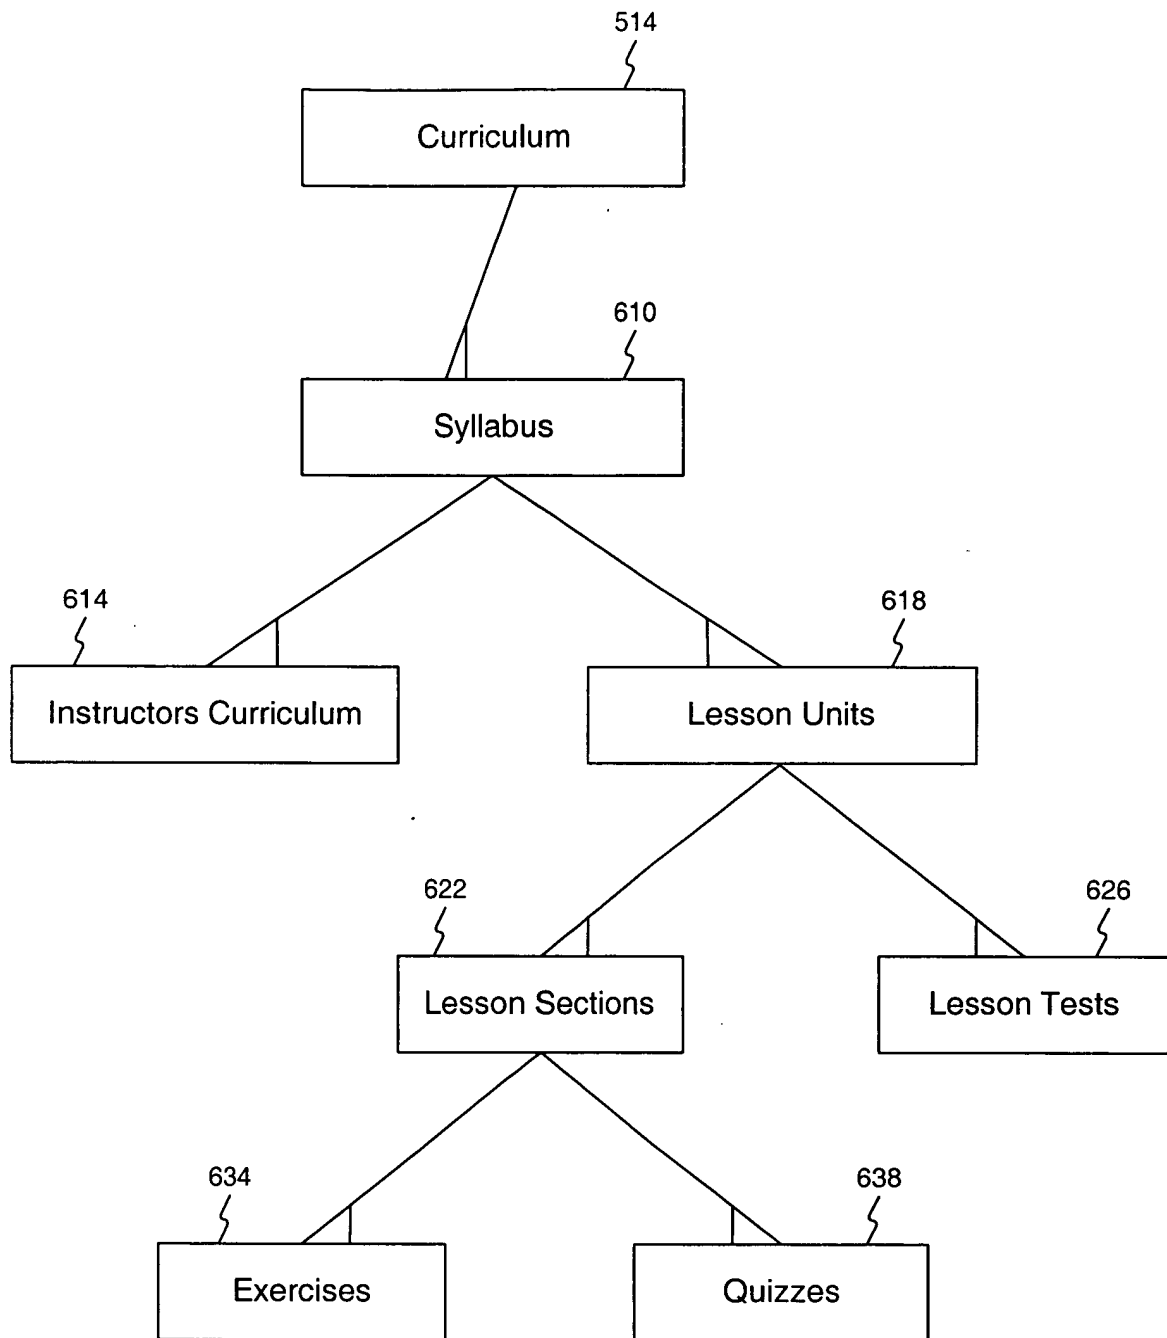 514
Curriculum
610
Syllabus
614
618
Instructors Curriculum
Lesson Units
622
626
Lesson Sections
Lesson Tests
634
638
Exercises
Quizzes